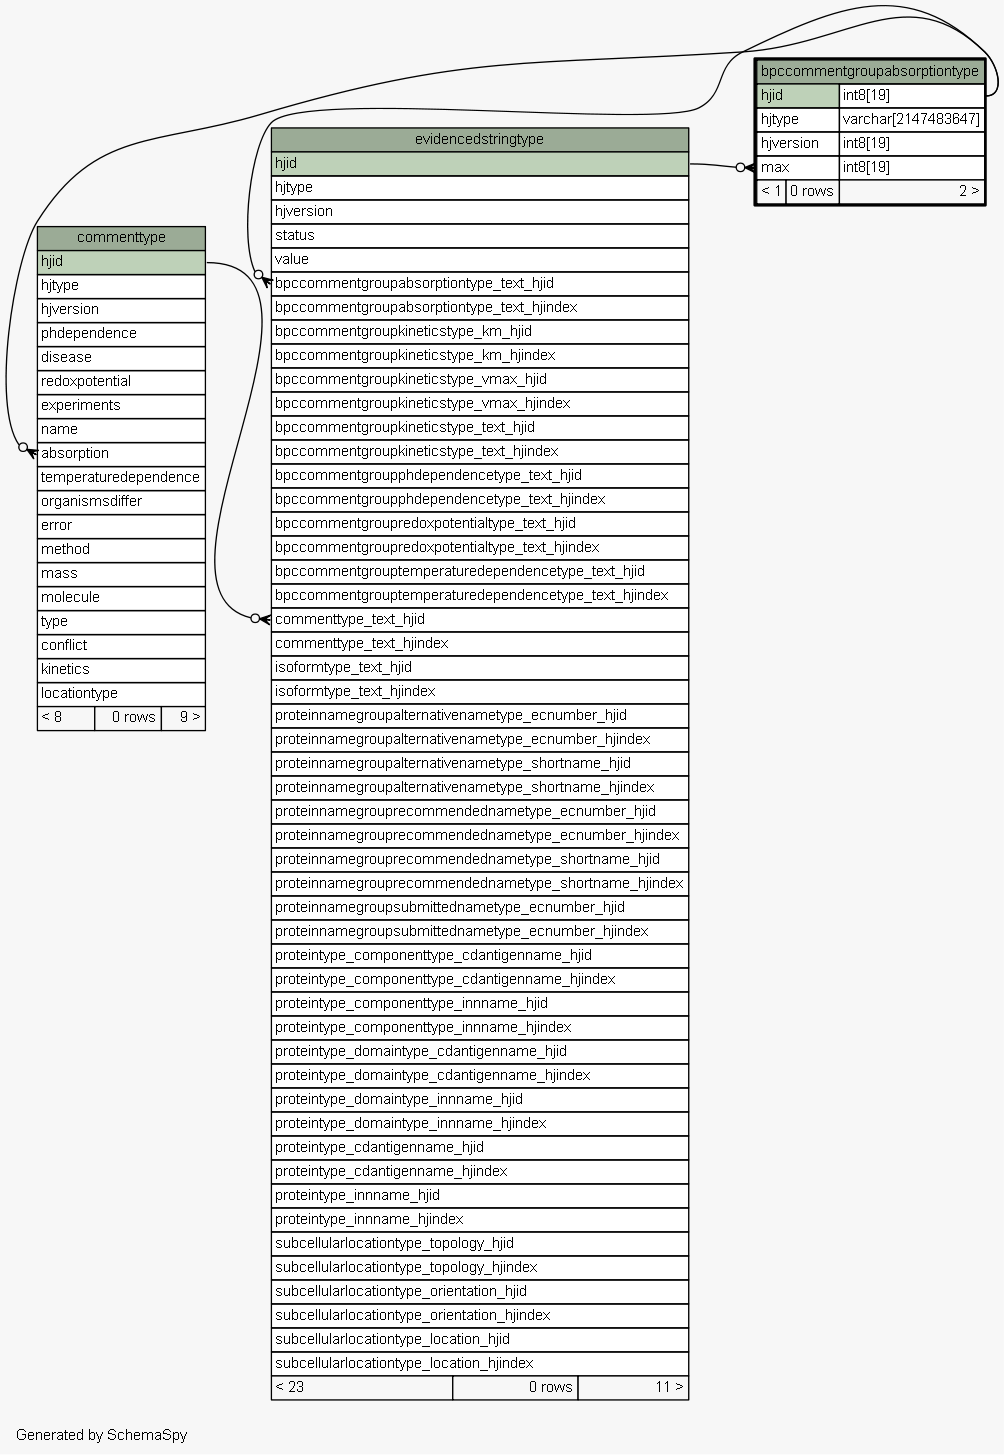 bpccommentgroupabsorptiontype
hjid int8[19]
hjtype varchar[2147483647]
hjversion int8[19]
max int8[19]
< 1 0 rows 2 >
evidencedstringtype
hjid
hjtype
hjversion
status
value
bpccommentgroupabsorptiontype_text_hjid
bpccommentgroupabsorptiontype_text_hjindex
bpccommentgroupkineticstype_km_hjid
bpccommentgroupkineticstype_km_hjindex
bpccommentgroupkineticstype_vmax_hjid
bpccommentgroupkineticstype_vmax_hjindex
bpccommentgroupkineticstype_text_hjid
bpccommentgroupkineticstype_text_hjindex
bpccommentgroupphdependencetype_text_hjid
bpccommentgroupphdependencetype_text_hjindex
bpccommentgroupredoxpotentialtype_text_hjid
bpccommentgroupredoxpotentialtype_text_hjindex
bpccommentgrouptemperaturedependencetype_text_hjid
bpccommentgrouptemperaturedependencetype_text_hjindex
commenttype_text_hjid
commenttype_text_hjindex
isoformtype_text_hjid
isoformtype_text_hjindex
proteinnamegroupalternativenametype_ecnumber_hjid
proteinnamegroupalternativenametype_ecnumber_hjindex
proteinnamegroupalternativenametype_shortname_hjid
proteinnamegroupalternativenametype_shortname_hjindex
proteinnamegrouprecommendednametype_ecnumber_hjid
proteinnamegrouprecommendednametype_ecnumber_hjindex
proteinnamegrouprecommendednametype_shortname_hjid
proteinnamegrouprecommendednametype_shortname_hjindex
proteinnamegroupsubmittednametype_ecnumber_hjid
proteinnamegroupsubmittednametype_ecnumber_hjindex
proteintype_componenttype_cdantigenname_hjid
proteintype_componenttype_cdantigenname_hjindex
proteintype_componenttype_innname_hjid
proteintype_componenttype_innname_hjindex
proteintype_domaintype_cdantigenname_hjid
proteintype_domaintype_cdantigenname_hjindex
proteintype_domaintype_innname_hjid
proteintype_domaintype_innname_hjindex
proteintype_cdantigenname_hjid
proteintype_cdantigenname_hjindex
proteintype_innname_hjid
proteintype_innname_hjindex
subcellularlocationtype_topology_hjid
subcellularlocationtype_topology_hjindex
subcellularlocationtype_orientation_hjid
subcellularlocationtype_orientation_hjindex
subcellularlocationtype_location_hjid
subcellularlocationtype_location_hjindex
< 23 0 rows 11 >
commenttype
hjid
hjtype
hjversion
phdependence
disease
redoxpotential
experiments
name
absorption
temperaturedependence
organismsdiffer
error
method
mass
molecule
type
conflict
kinetics
locationtype
< 8 0 rows 9 >
Generated by SchemaSpy